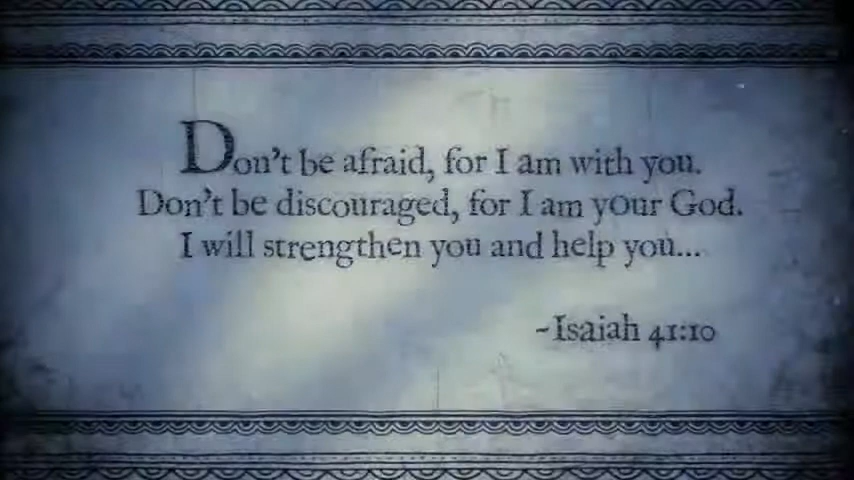 Don't be afraid, for I am with you.
Don't be discouraged, for I am your God.
I will strengthen you and help you...
~Isaiah 41:10